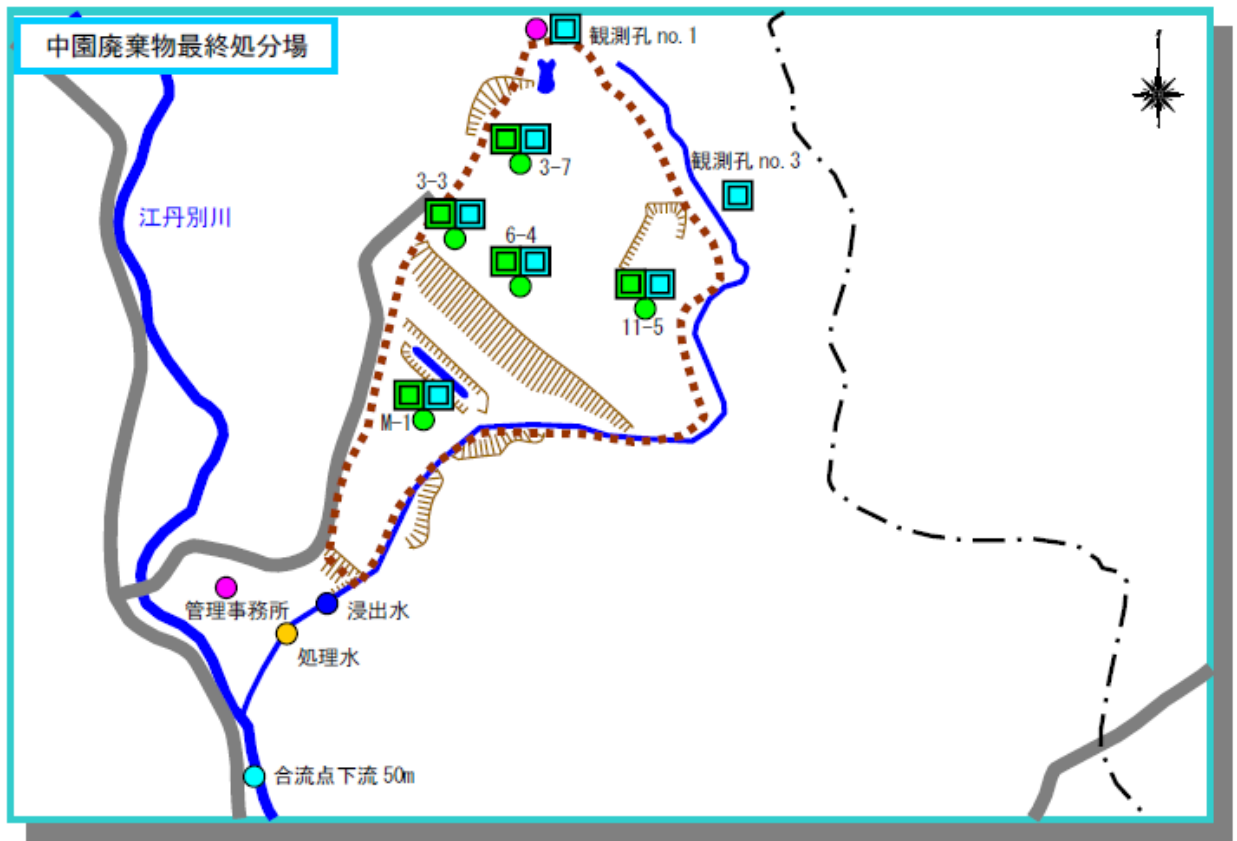 中園廃棄物最終処分場
観測孔 no.1
観測孔 no.3
3-7
3-3
江丹別川
6-4
11-5
M-1
管理事務所
浸出水
処理水
合流点下流 50m